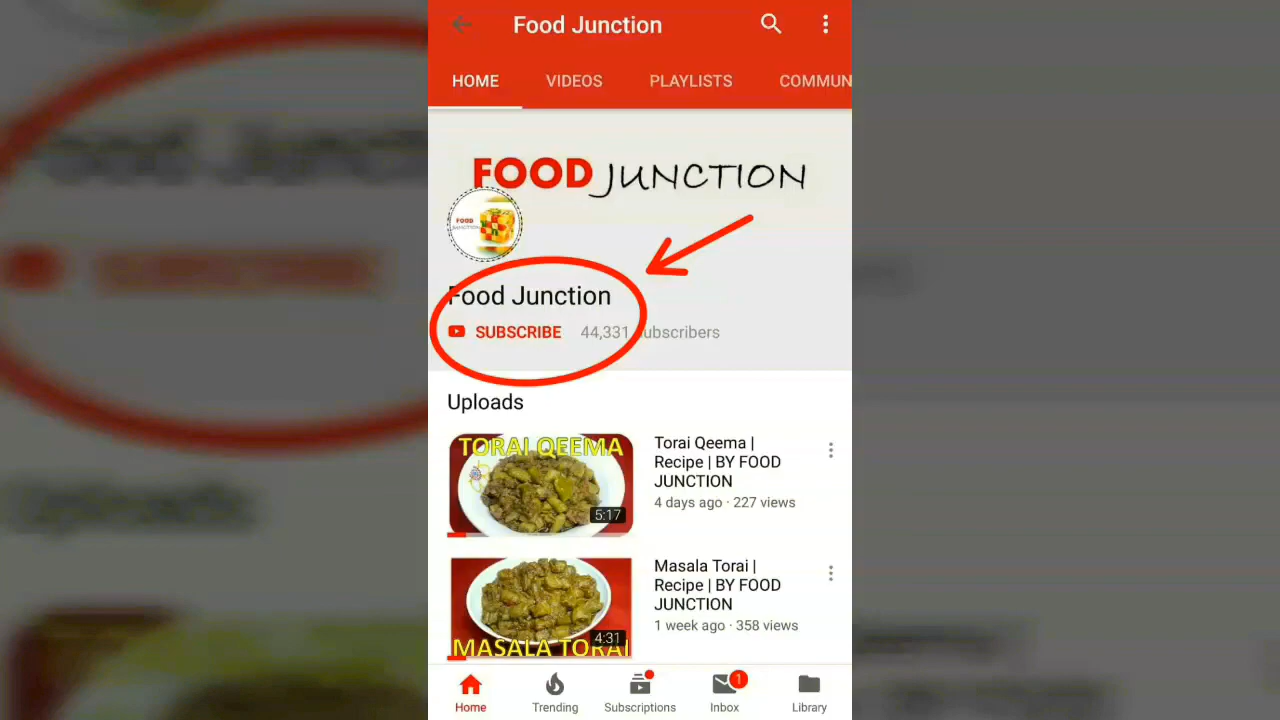 Food Junction
HOME VIDEOS PLAYLISTS COMMUN
FOOD JUNCTION
FOOD
JUNCTION
Food Junction
SUBSCRIBE 44,331 subscribers
Uploads
TORAI QEEMA
5:17
Torai Qeema |
Recipe | BY FOOD
JUNCTION
4 days ago · 227 views
4:31
MASALA TORAI
Masala Torai |
Recipe | BY FOOD
JUNCTION
1 week ago · 358 views
1
Home Trending Subscriptions Inbox Library